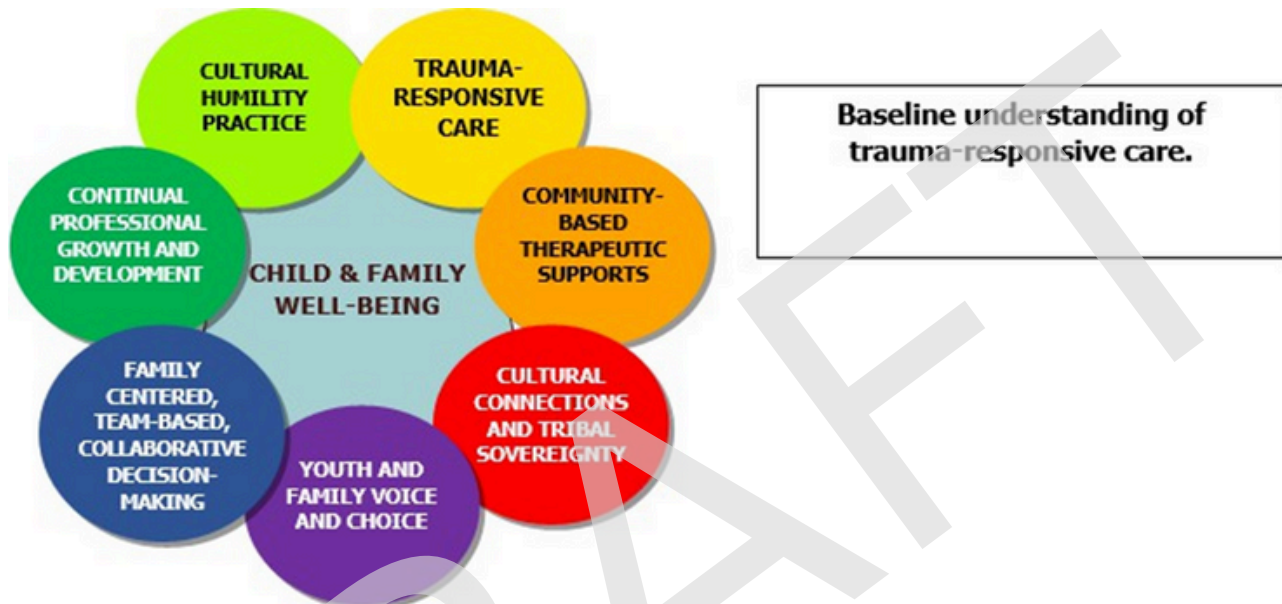 CULTURAL
HUMILITY
PRACTICE
TRAUMA-
RESPONSIVE
CARE
COMMUNITY-
BASED
THERAPEUTIC
SUPPORTS
CULTURAL
CONNECTIONS
AND TRIBAL
SOVEREIGNTY
YOUTH AND
FAMILY VOICE
AND CHOICE
FAMILY
CENTERED,
TEAM-BASED,
COLLABORATIVE
DECISION-
MAKING
CONTINUAL
PROFESSIONAL
GROWTH AND
DEVELOPMENT
CHILD & FAMILY
WELL-BEING
Baseline understanding of
trauma-responsive care.
DRAFT